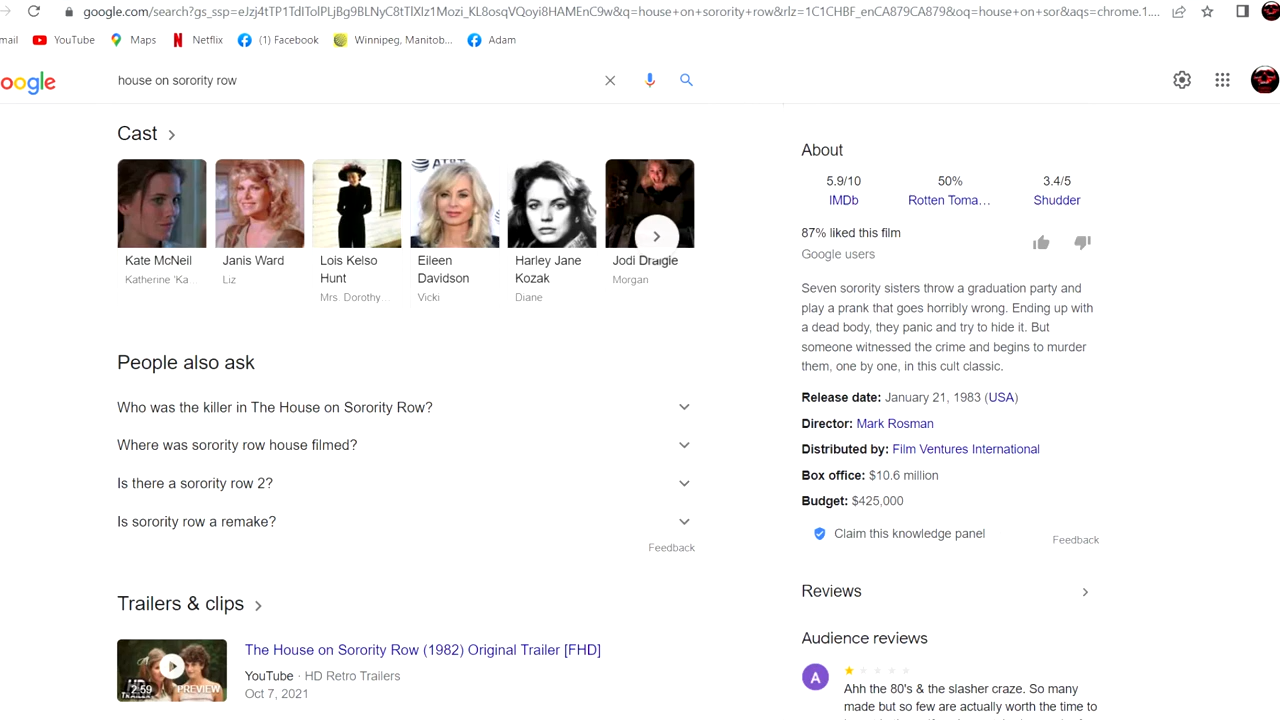 google.com/search?gs_ssp=eJzj4tTP1TdITolPLjBg9BLNyC8tTlXIz1Mozi_KL8osqVQoyi8HAMEnC9w&q=house+on+sorority+row&rlz=1C1CHBF_enCA879CA879&oq=house+on+sor&aqs=chrome.1....
mail YouTube Maps Netflix (1) Facebook Winnipeg, Manitob... Adam
oogle house on sorority row
Cast
AT&T
Kate McNeil
Katherine 'Ka...
Janis Ward
Liz
Lois Kelso
Hunt
Mrs. Dorothy...
Eileen
Davidson
Vicki
Harley Jane
Kozak
Diane
Jodi Draigie
Morgan
People also ask
Who was the killer in The House on Sorority Row?
Where was sorority row house filmed?
Is there a sorority row 2?
Is sorority row a remake?
Feedback
Trailers & clips
HD
TRAILER
2:59
PREVIEW
The House on Sorority Row (1982) Original Trailer [FHD]
YouTube · HD Retro Trailers
Oct 7, 2021
About
5.9/10 50% 3.4/5
IMDb Rotten Toma... Shudder
87% liked this film
Google users
Seven sorority sisters throw a graduation party and
play a prank that goes horribly wrong. Ending up with
a dead body, they panic and try to hide it. But
someone witnessed the crime and begins to murder
them, one by one, in this cult classic.
Release date: January 21, 1983 (USA)
Director: Mark Rosman
Distributed by: Film Ventures International
Box office: $10.6 million
Budget: $425,000
Claim this knowledge panel
Feedback
Reviews
Audience reviews
A
Ahh the 80's & the slasher craze. So many
made but so few are actually worth the time to